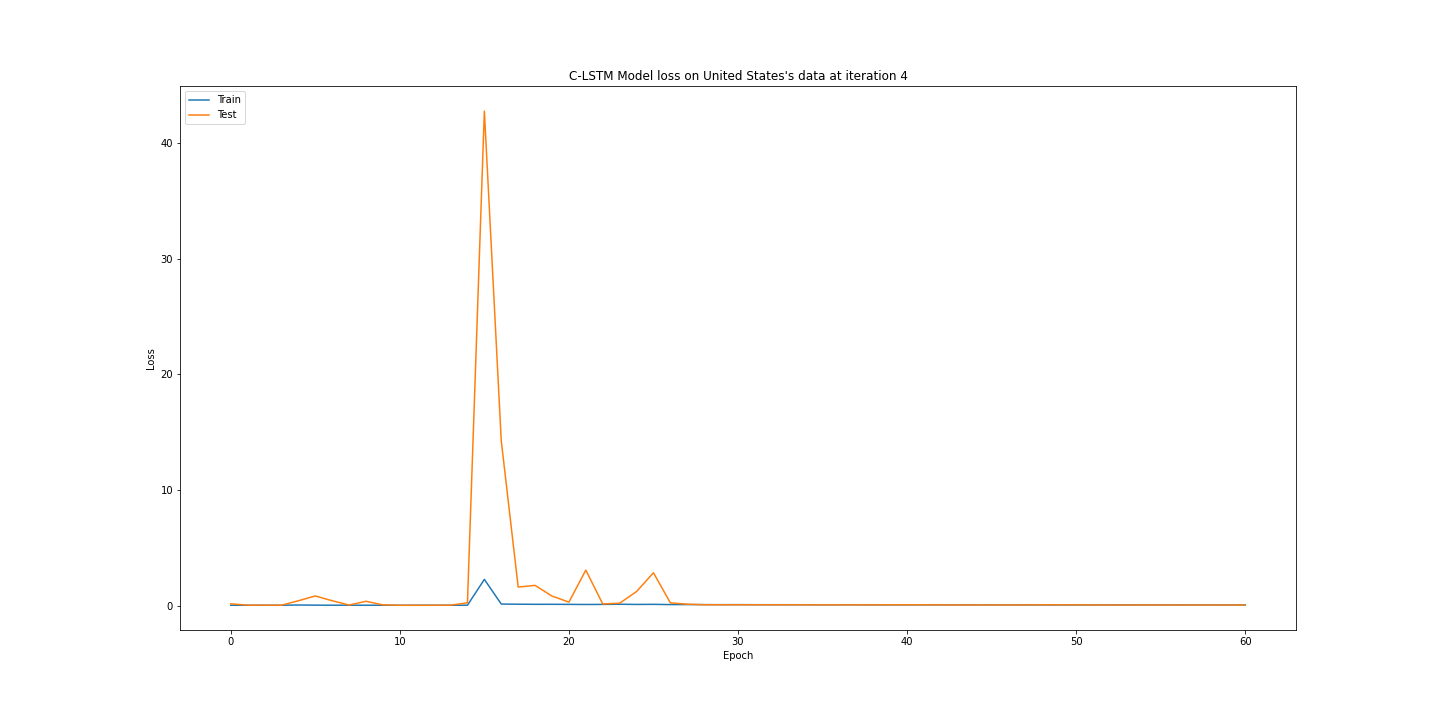 C-LSTM Model loss on United States's data at iteration 4
Train
Test
40
30
20
10
0
Loss
0 10 20 30 40 50 60
Epoch